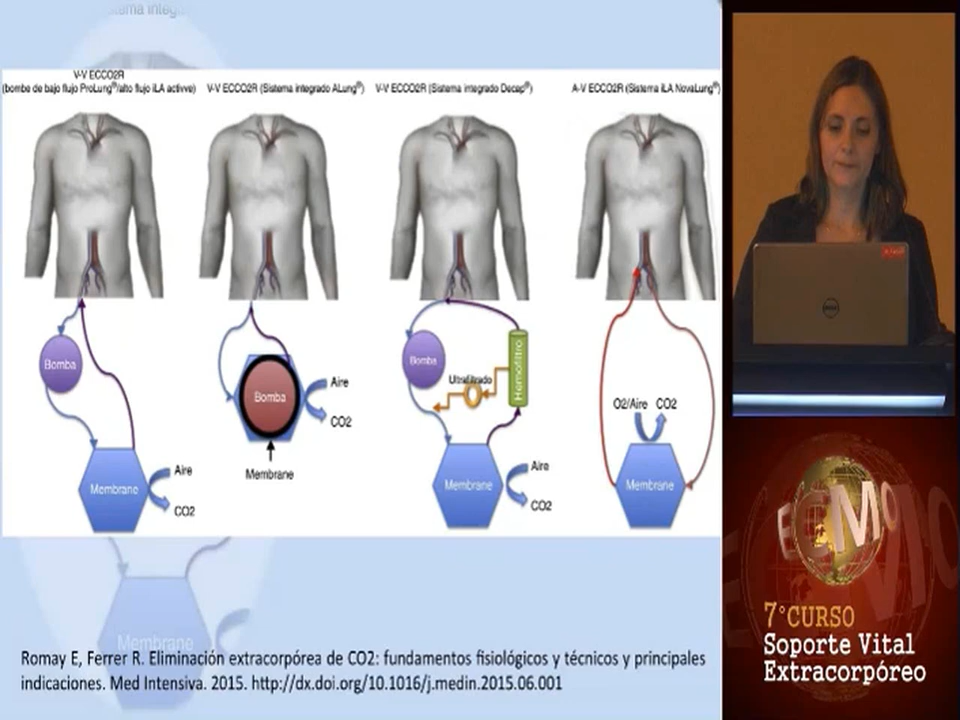 V-V ECCO2R
(bombe de bajo flujo ProLung®/alto flujo iLA activve)
V-V ECCO2R (Sistema integrado ALung®)
V-V ECCO2R (Sistema integrado Decap®)
A-V ECCO2R (Sistema iLA NovaLung®)
Bomba
Membrane
Aire
CO2
Bomba
Aire
CO2
Membrane
Bomba
Ultrafiltrado
Hemofiltro
Membrane
Aire
CO2
O2/Aire CO2
Membrane
Membrane
Romay E, Ferrer R. Eliminación extracorpórea de CO2: fundamentos fisiológicos y técnicos y principales
indicaciones. Med Intensiva. 2015. http://dx.doi.org/10.1016/j.medin.2015.06.001
DELL
ECMO
7°CURSO
Soporte Vital
Extracorpóreo